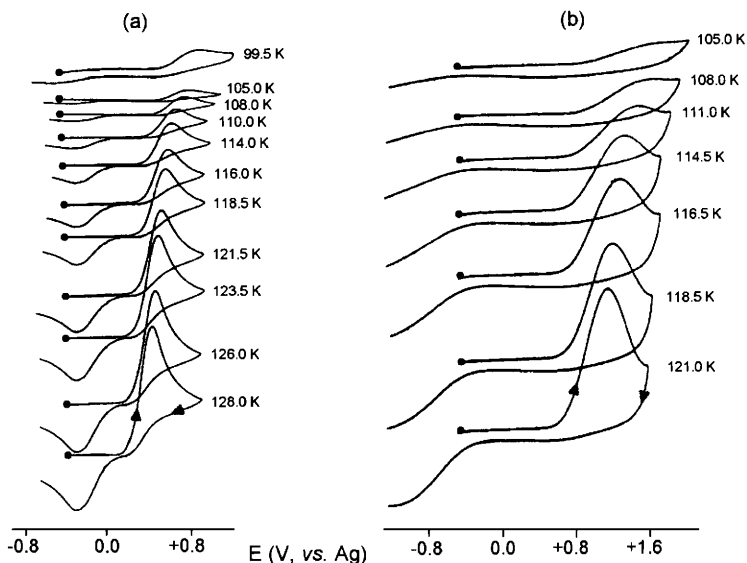 (a)
99.5 K
105.0 K
108.0 K
110.0 K
114.0 K
116.0 K
118.5 K
121.5 K
123.5 K
126.0 K
128.0 K
-0.8 0.0 +0.8
(b)
105.0 K
108.0 K
111.0 K
114.5 K
116.5 K
118.5 K
121.0 K
-0.8 0.0 +0.8 +1.6
E (V, vs. Ag)